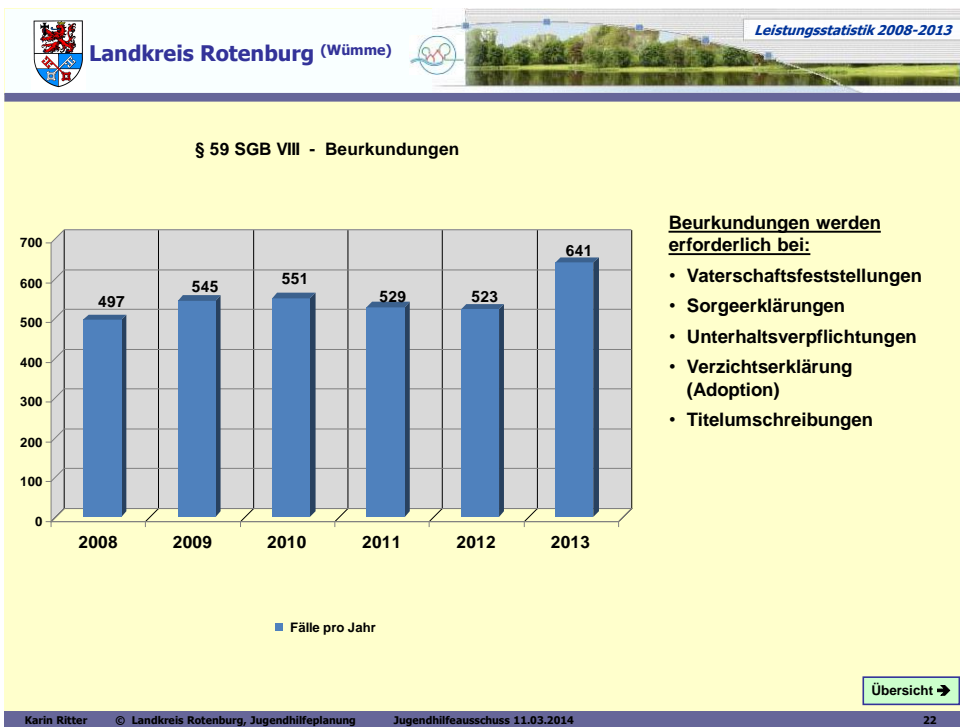 Leistungsstatistik 2008-2013
Landkreis Rotenburg (Wümme)
§ 59 SGB VIII - Beurkundungen
700
600
500
400
300
200
100
0
497
545
551
529
523
641
2008
2009
2010
2011
2012
2013
Fälle pro Jahr
Beurkundungen werden
erforderlich bei:
• Vaterschaftsfeststellungen
• Sorgeerklärungen
• Unterhaltsverpflichtungen
• Verzichtserklärung
(Adoption)
• Titelumschreibungen
Übersicht →
Karin Ritter © Landkreis Rotenburg, Jugendhilfeplanung Jugendhilfeausschuss 11.03.2014 22